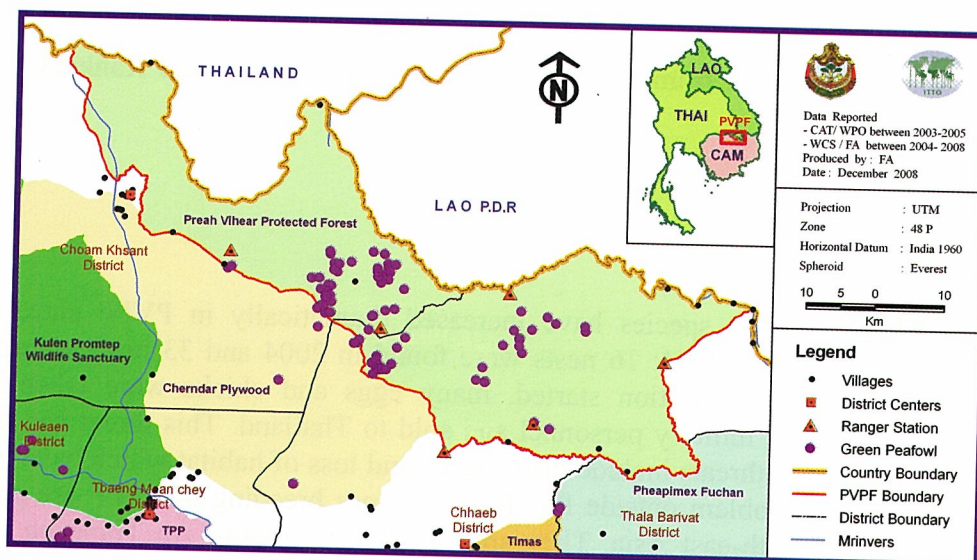 THAILAND
N
LAO P.D.R
Preah Vihear Protected Forest
Choam Khsant
District
Kulen Promtep
Wildlife Sanctuary
Cherndar Plywood
Kuleaen
District
Tbaeng Mean chey
District
TPP
Chhaeb
District
Timas
Pheapimex Fuchan
Thala Barivat
District
LAO
THAI
PVPF
CAM
ITTO
Data Reported
- CAT/ WPO between 2003-2005
- WCS / FA between 2004- 2008
Produced by : FA
Date : December 2008
Projection : UTM
Zone : 48 P
Horizontal Datum : India 1960
Spheroid : Everest
10 5 0 10
Km
Legend
Villages
District Centers
Ranger Station
Green Peafowl
Country Boundary
PVPF Boundary
District Boundary
Mrinvers